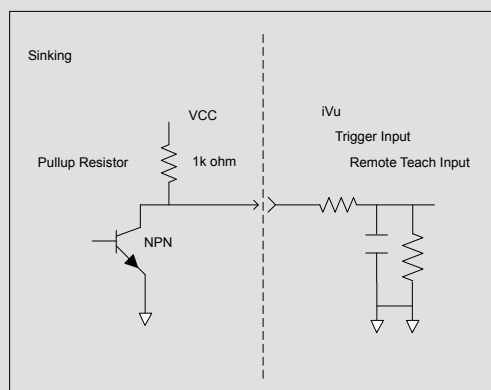 Sinking
VCC
iVu
Trigger Input
Pullup Resistor
1k ohm
Remote Teach Input
NPN